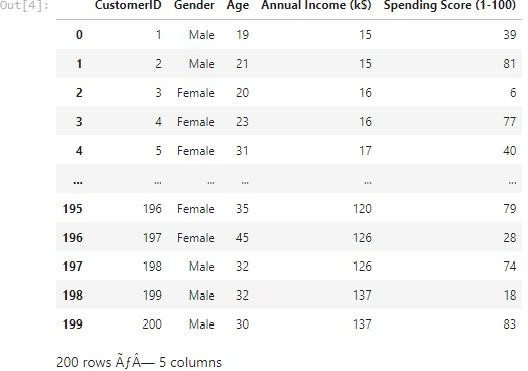 Out[4]: CustomerID Gender Age Annual Income (k$) Spending Score (1-100)
0 1 Male 19 15 39
1 2 Male 21 15 81
2 3 Female 20 16 6
3 4 Female 23 16 77
4 5 Female 31 17 40
... ... ... ... ... ...
195 196 Female 35 120 79
196 197 Female 45 126 28
197 198 Male 32 126 74
198 199 Male 32 137 18
199 200 Male 30 137 83
200 rows ÃƒÂ— 5 columns